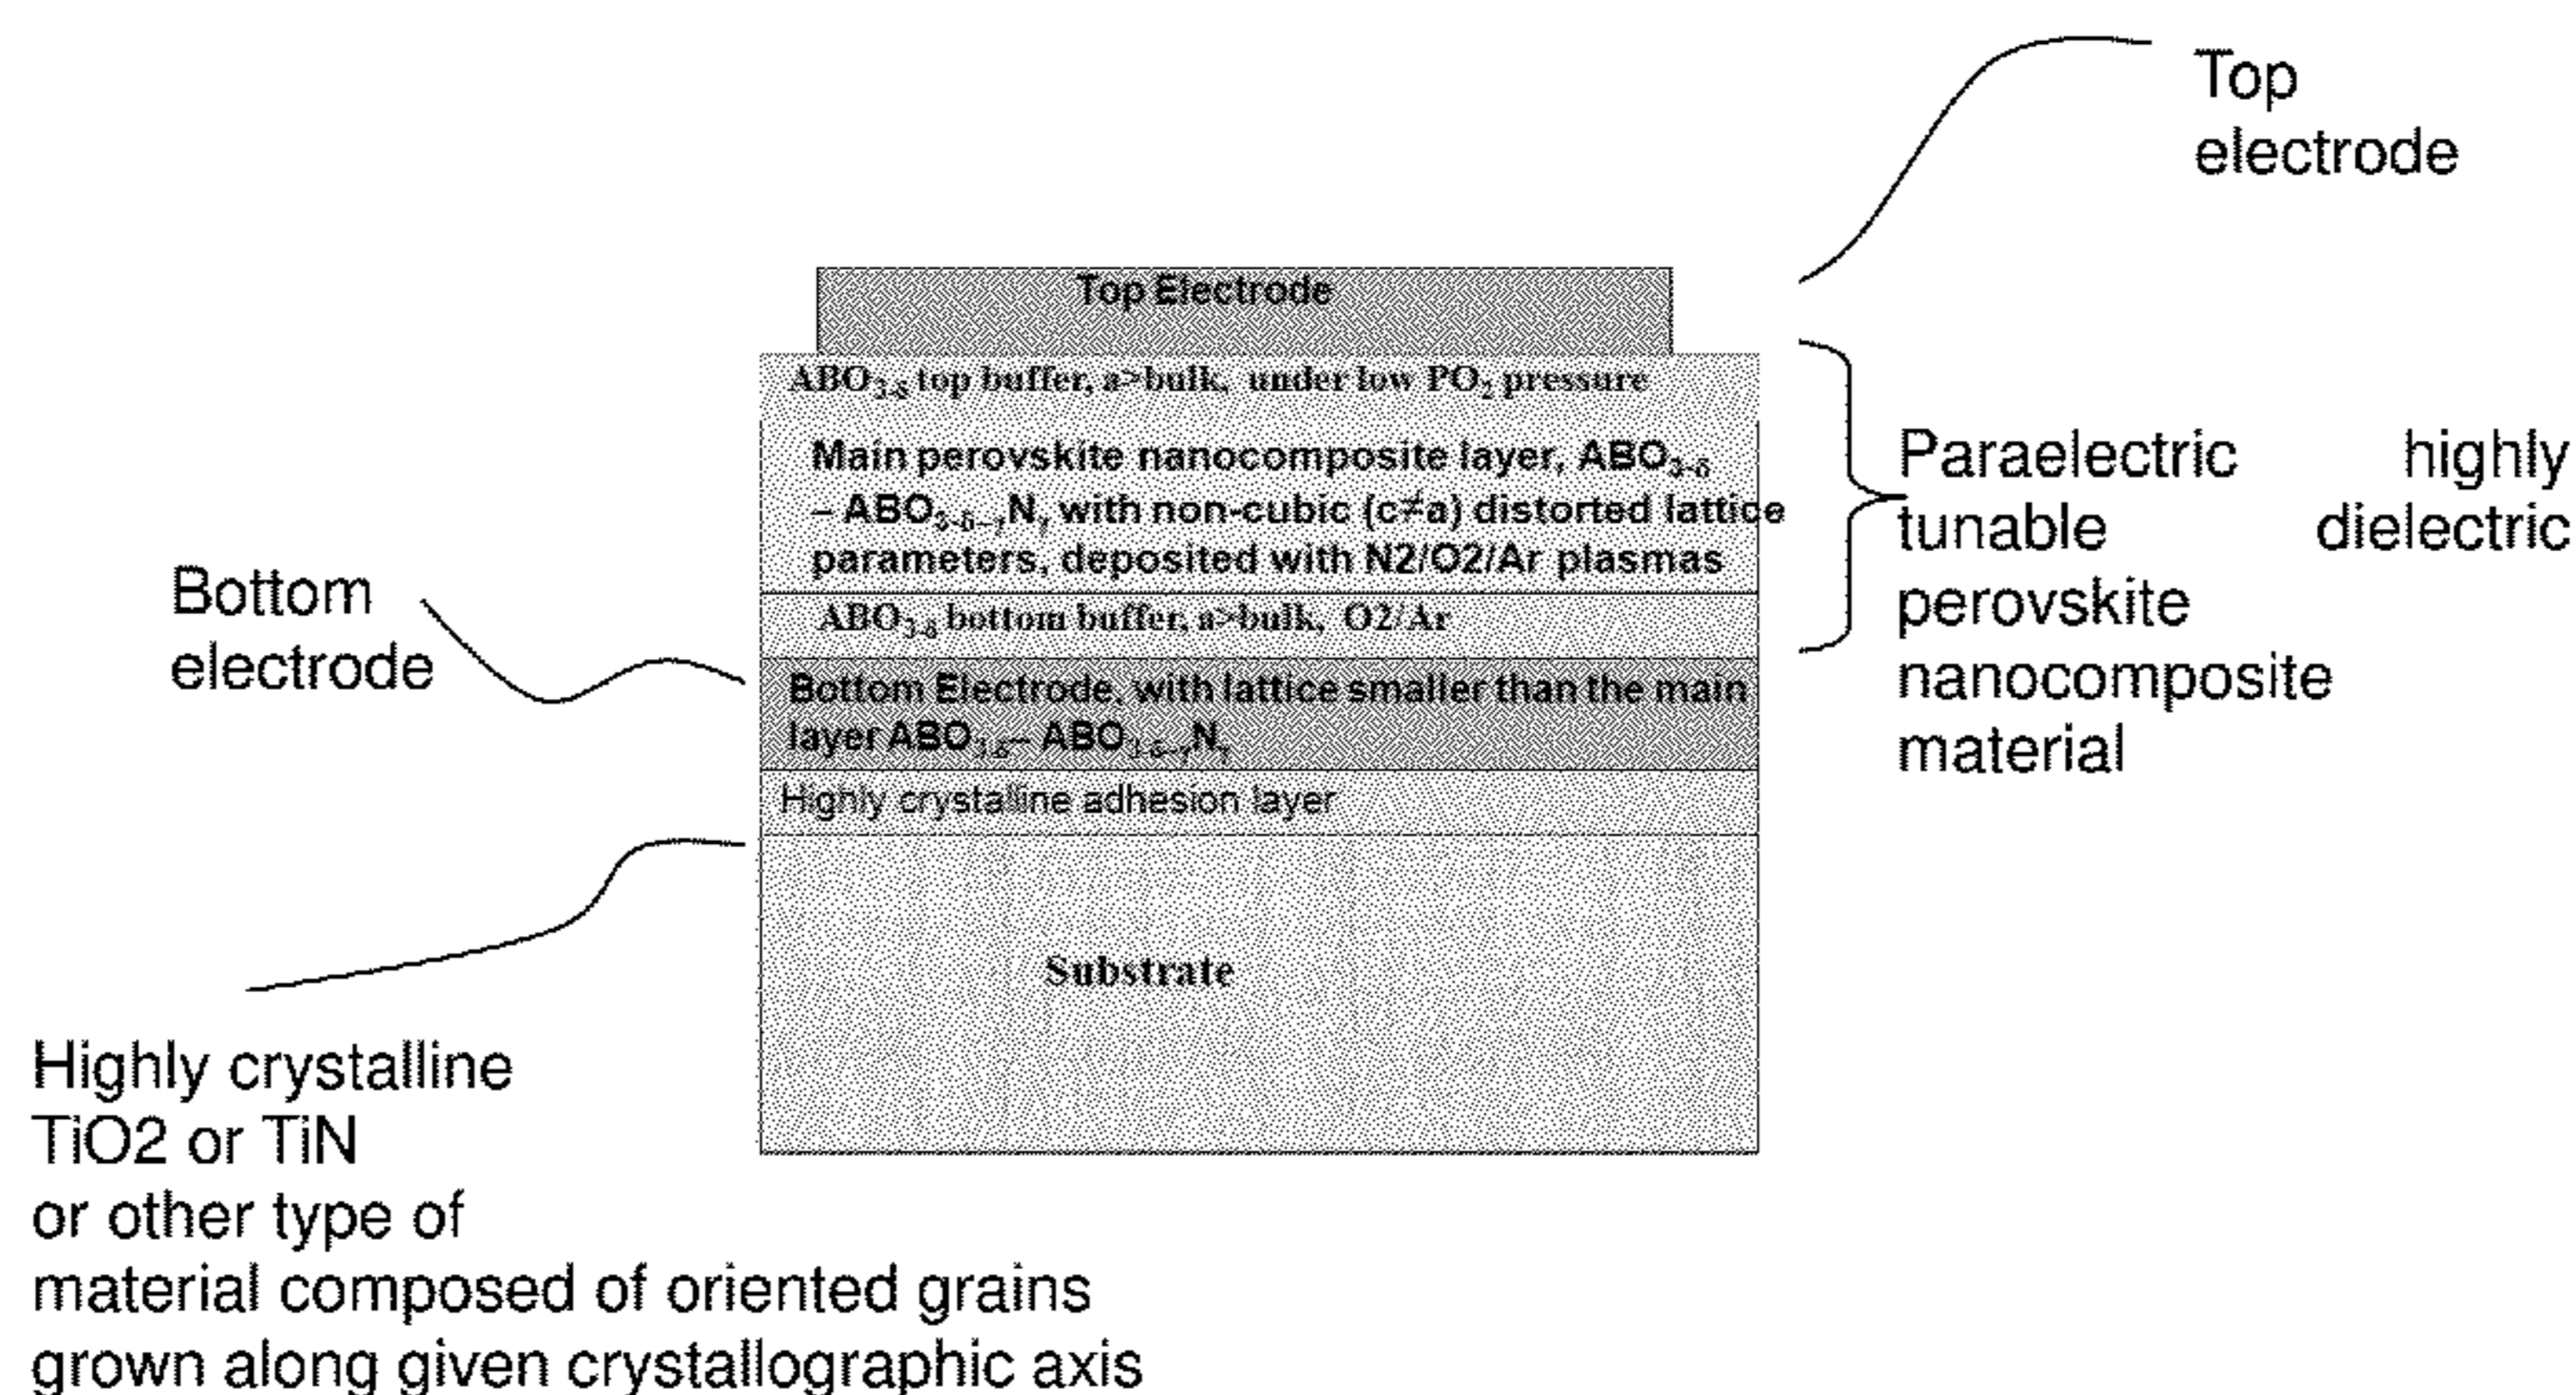 Top
electrode
Top Electrode
ABO₃₋δ top buffer, a>bulk, under low PO₂ pressure
Main perovskite nanocomposite layer, ABO₃₋δ
– ABO₃₋δ₋ᵧNᵧ with non-cubic (c≠a) distorted lattice
parameters, deposited with N2/O2/Ar plasmas
ABO₃₋δ bottom buffer, a>bulk, O2/Ar
Bottom Electrode, with lattice smaller than the main
layer ABO₃₋δ– ABO₃₋δ₋ᵧNᵧ
Highly crystalline adhesion layer
Substrate
Paraelectric highly
tunable dielectric
perovskite
nanocomposite
material
Bottom
electrode
Highly crystalline
TiO2 or TiN
or other type of
material composed of oriented grains
grown along given crystallographic axis